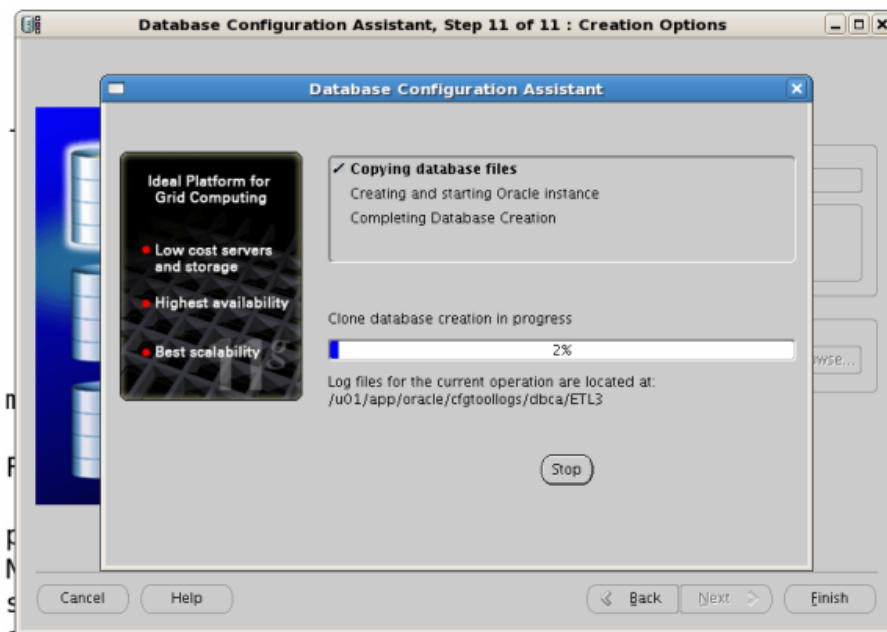 Database Configuration Assistant, Step 11 of 11 : Creation Options
Database Configuration Assistant
Ideal Platform for
Grid Computing
Low cost servers
and storage
Highest availability
Best scalability
11g
✓ Copying database files
Creating and starting Oracle instance
Completing Database Creation
Clone database creation in progress
2%
Log files for the current operation are located at:
/u01/app/oracle/cfgtoollogs/dbca/ETL3
Stop
Cancel
Help
Back
Next
Finish